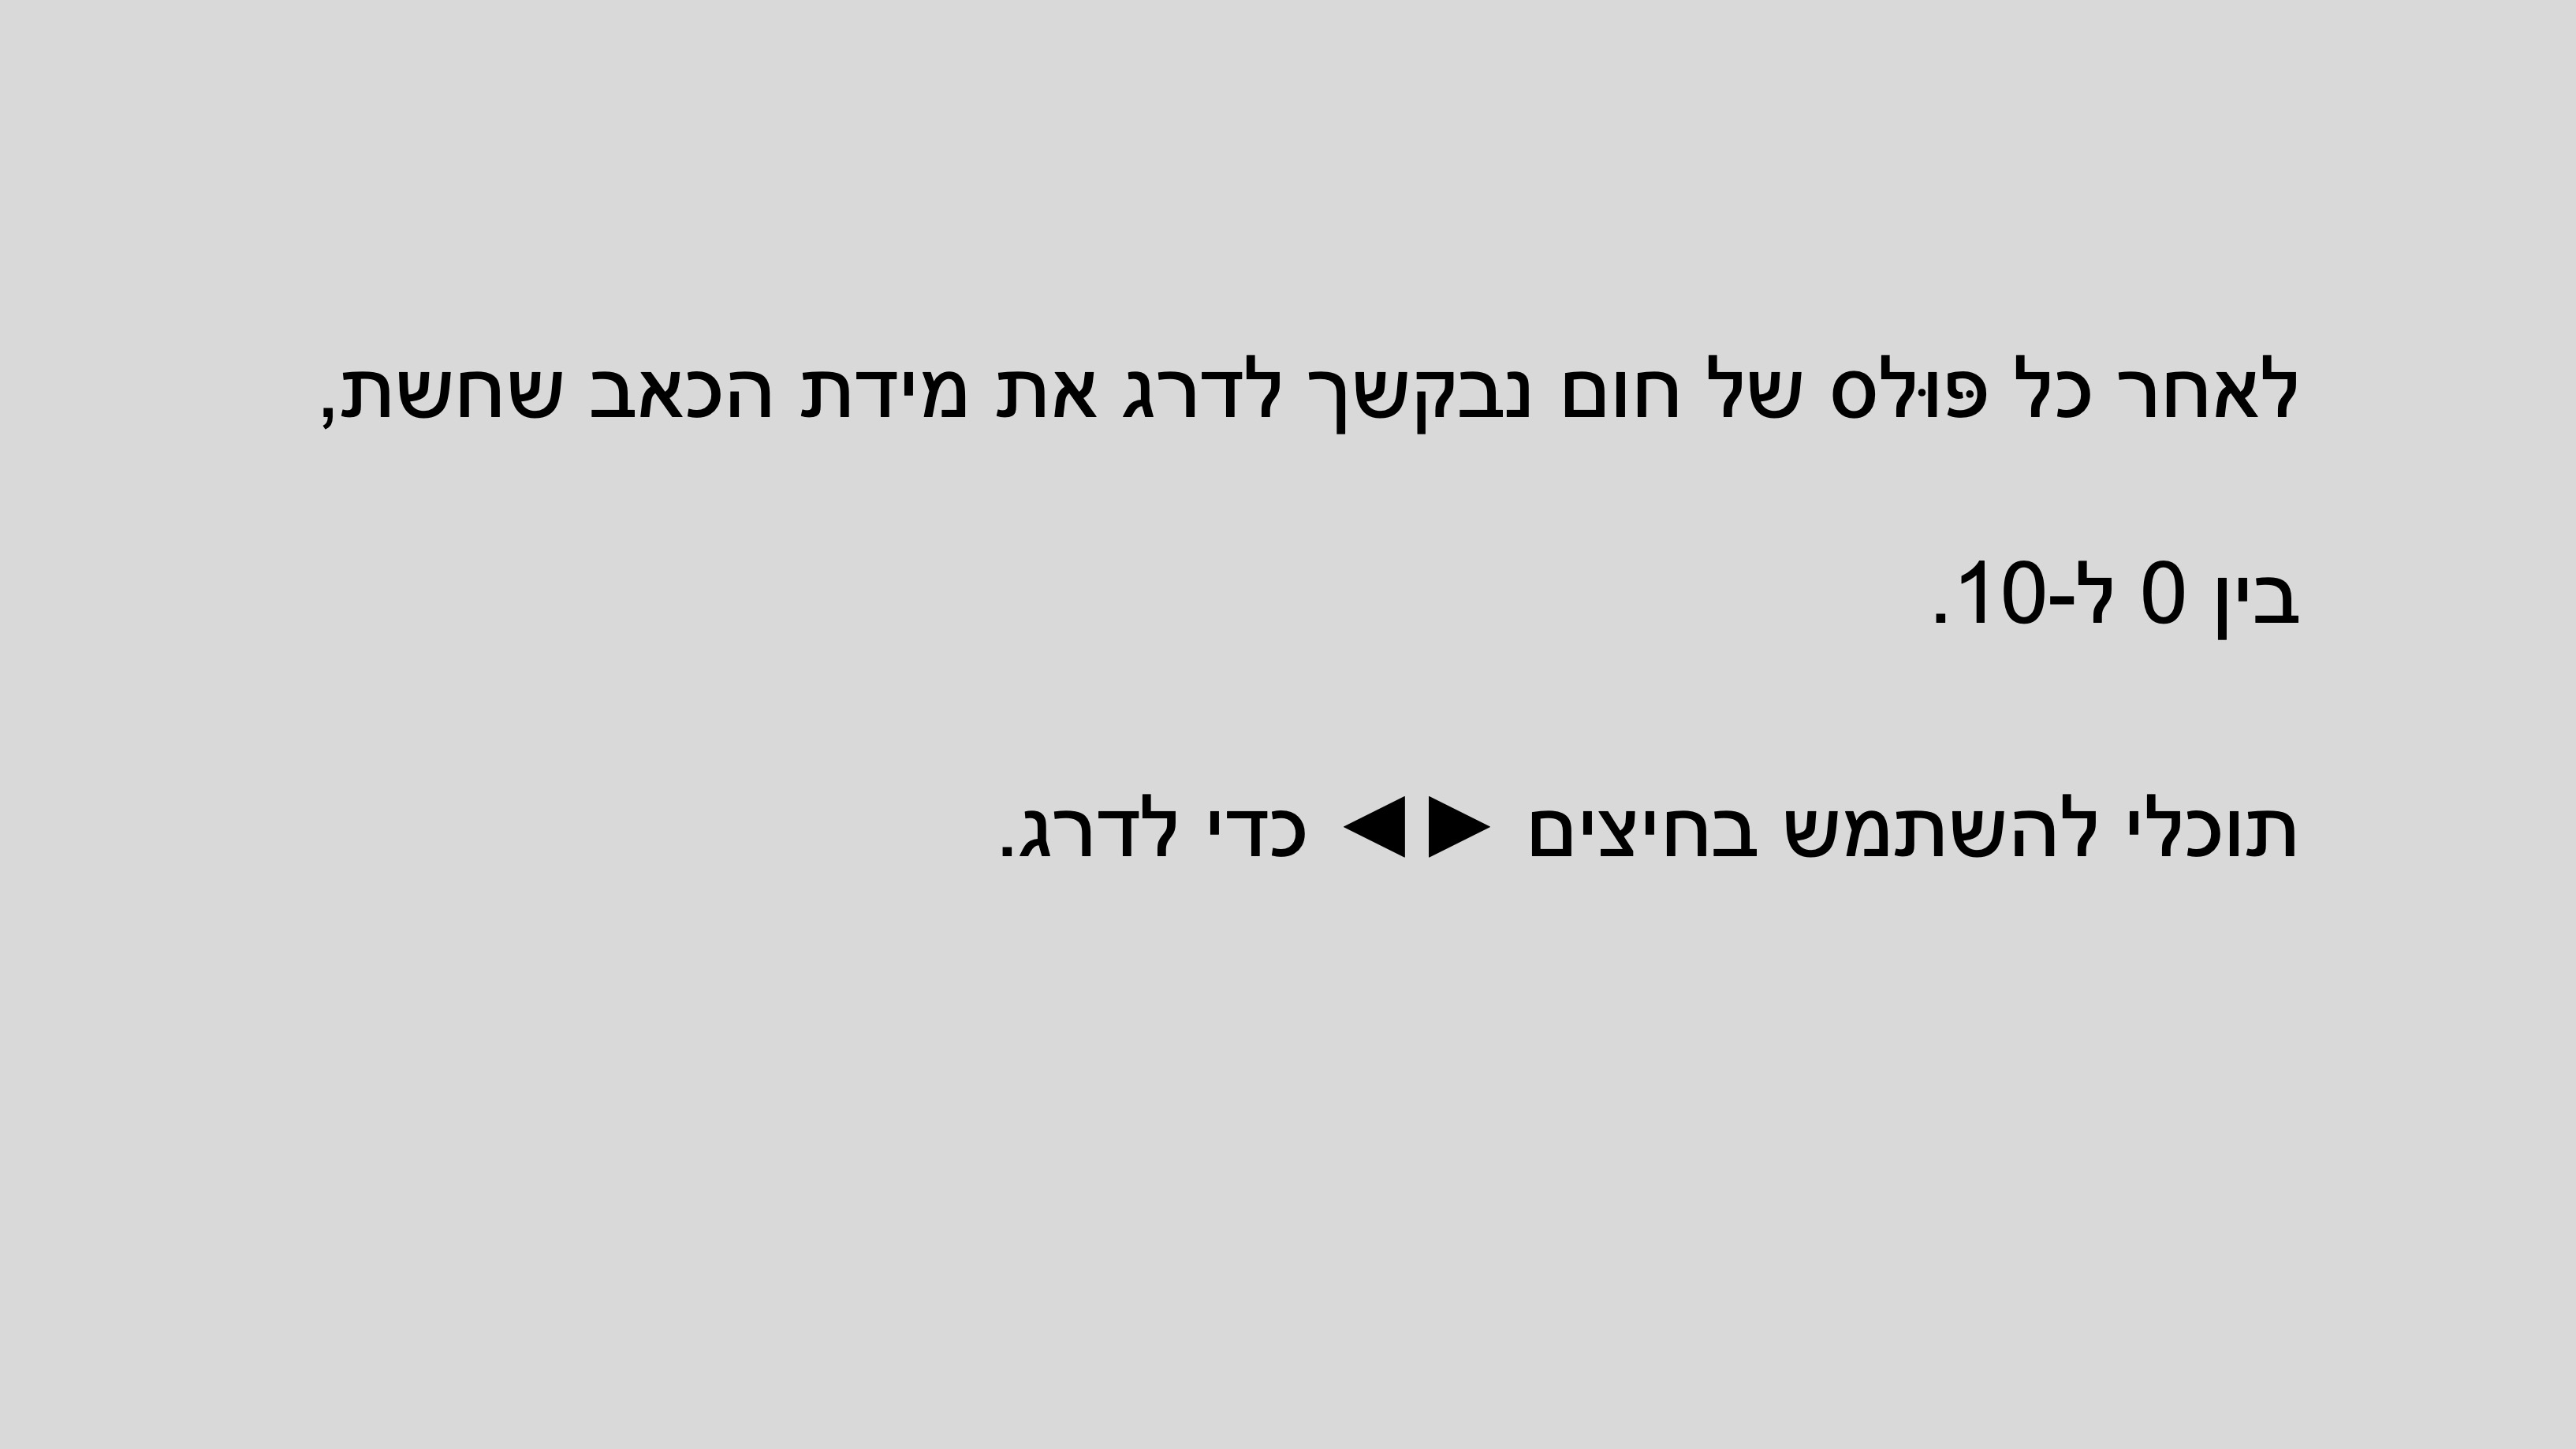 לאחר כל פּוּלס של חום נבקשך לדרג את מידת הכאב שחשת,
בין 0 ל-10.
תוכלי להשתמש בחיצים ►◄ כדי לדרג.